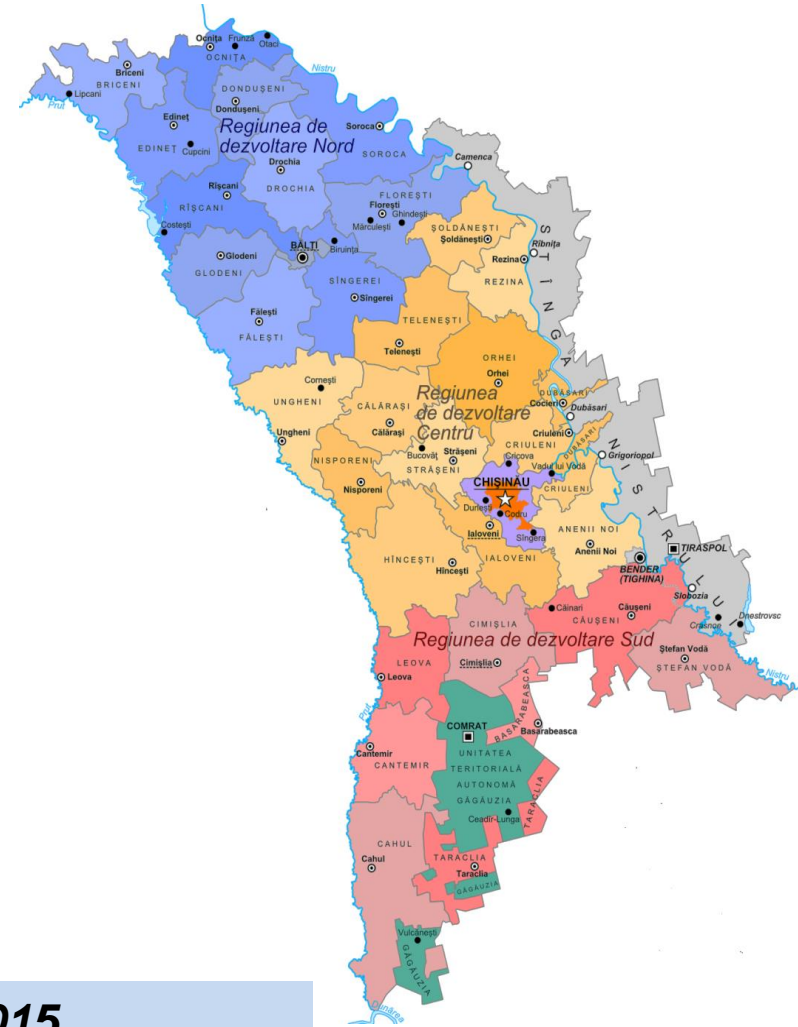 Ocnița
Frunză
Otaci
OCNIȚA
Nistru
Briceni
BRICENI
Lipcani
Prut
DONDUȘENI
Dondușeni
Edineț
EDINEȚ
Cupcini
Regiunea de
dezvoltare Nord
Soroca
SOROCA
Camenca
Drochia
DROCHIA
Rîșcani
RÎȘCANI
Costești
FLOREȘTI
Florești
Ghindești
Mărculești
ȘOLDĂNEȘTI
Șoldănești
Rezina
REZINA
Ribnița
STÎNGA
BĂLȚI
Biruința
Glodeni
GLODENI
SÎNGEREI
Sîngerei
Fălești
FĂLEȘTI
TELENEȘTI
Telenești
ORHEI
Orhei
Cornești
UNGHENI
Ungheni
CĂLĂRAȘI
Călărași
Regiunea
de dezvoltare
Centru
DUBĂSARI
Cocieri
Dubăsari
Criuleni
CRIULENI
DUBĂSARI
Grigoriopol
NISTRULUI
Bucovăț
Strășeni
STRĂȘENI
Cricova
Vadul lui Vodă
NISPORENI
Nisporeni
CHIȘINĂU
CRIULENI
Durlești
Codru
Ialoveni
Sîngera
ANENII NOI
Anenii Noi
HÎNCEȘTI
Hîncești
IALOVENI
BENDER
(TIGHINA)
TIRASPOL
Slobozia
Crasnoe
Dnestrovsc
Căinari
Căușeni
CĂUȘENI
CIMIȘLIA
Regiunea de dezvoltare Sud
Cimișlia
LEOVA
Leova
Ștefan Vodă
ȘTEFAN VODĂ
Nistru
Prut
COMRAT
BASARABEASCA
Basarabeasca
Cantemir
CANTEMIR
UNITATEA
TERITORIALĂ
AUTONOMĂ
GĂGĂUZIA
Ceadîr-Lunga
TARACLIA
CAHUL
Cahul
TARACLIA
Taraclia
GĂGĂUZIA
Vulcănești
GĂGĂUZIA
Dunărea